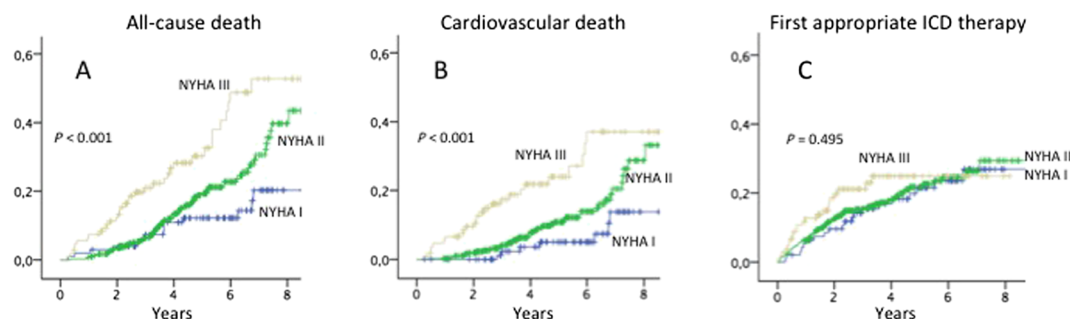 All-cause death
Cardiovascular death
First appropriate ICD therapy
A
0,6
0,4
0,2
0,0
P < 0.001
NYHA III
NYHA II
NYHA I
0 2 4 6 8
Years
B
0,6
0,4
0,2
0,0
P < 0.001
NYHA III
NYHA II
NYHA I
0 2 4 6 8
Years
C
0,6
0,4
0,2
0,0
P = 0.495
NYHA III
NYHA II
NYHA I
0 2 4 6 8
Years